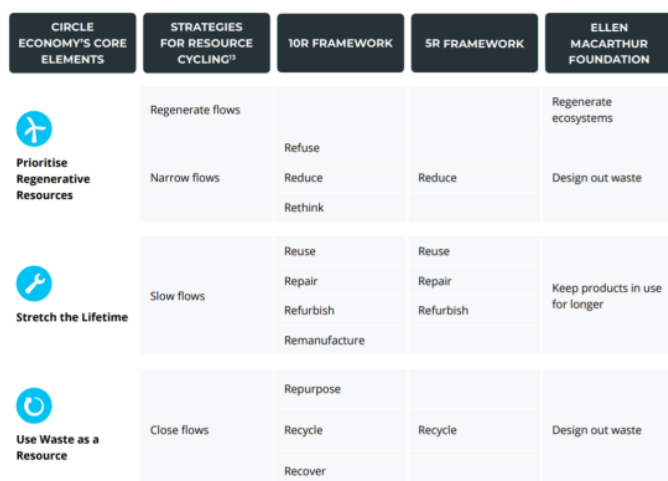 CIRCLE
ECONOMY'S CORE
ELEMENTS
STRATEGIES
FOR RESOURCE
CYCLING¹³
10R FRAMEWORK
5R FRAMEWORK
ELLEN
MACARTHUR
FOUNDATION
Prioritise
Regenerative
Resources
Regenerate flows
Regenerate
ecosystems
Narrow flows
Refuse
Reduce
Rethink
Reduce
Design out waste
Stretch the Lifetime
Slow flows
Reuse
Repair
Refurbish
Remanufacture
Reuse
Repair
Refurbish
Keep products in use
for longer
Use Waste as a
Resource
Close flows
Repurpose
Recycle
Recover
Recycle
Design out waste